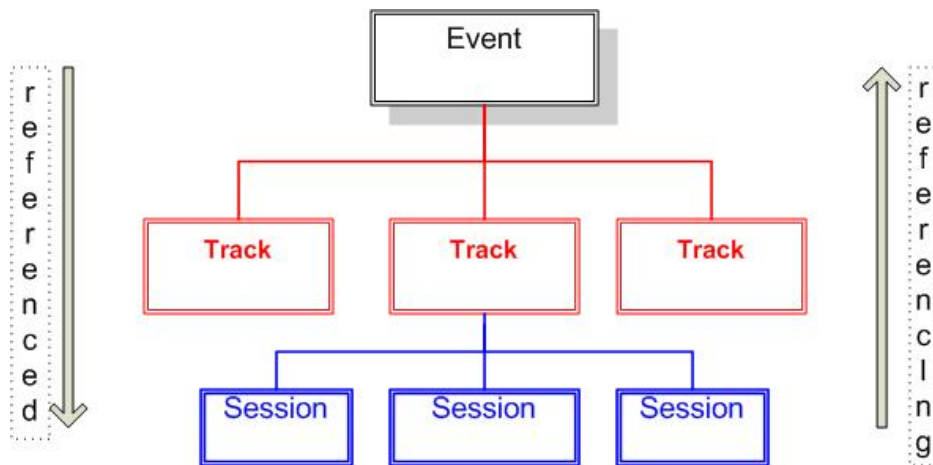 Event
referenced
referencIng
Track Track Track
Session Session Session